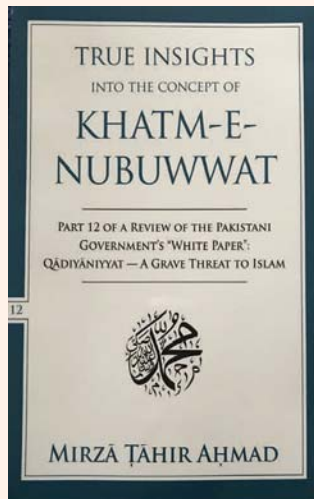 TRUE INSIGHTS
INTO THE CONCEPT OF
KHATM-E-
NUBUWWAT
PART 12 OF A REVIEW OF THE PAKISTANI
GOVERNMENT'S "WHITE PAPER":
QĀDIYĀNIYYAT — A GRAVE THREAT TO ISLAM
12
محمد
MIRZĀ ṬĀHIR AḤMAD